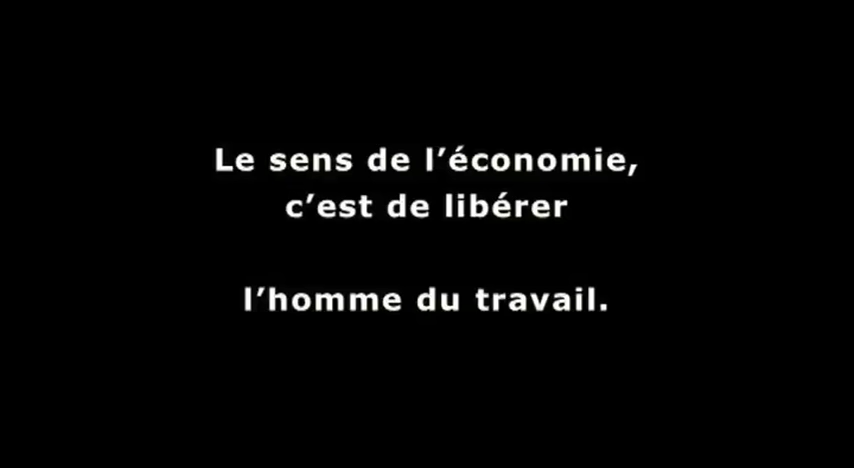 Le sens de l’économie,
c’est de libérer
l’homme du travail.